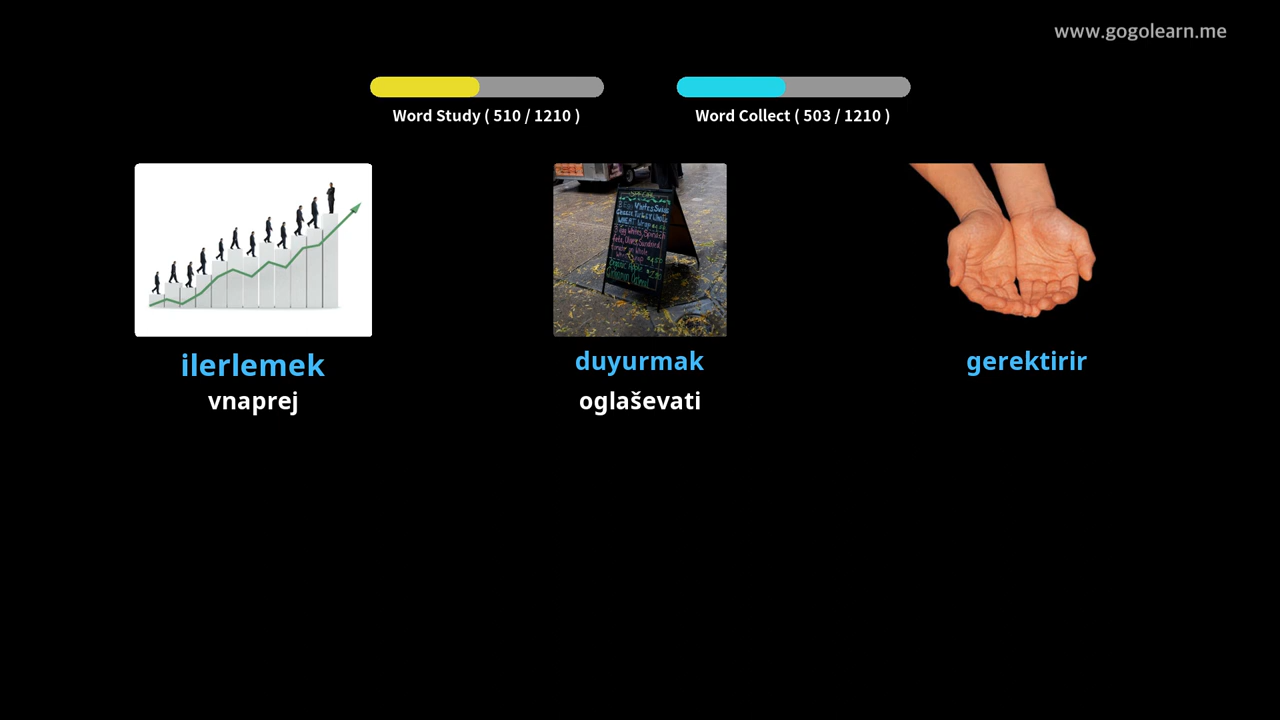 www.gogolearn.me
Word Study ( 510 / 1210 )
Word Collect ( 503 / 1210 )
ilerlemek
vnaprej
duyurmak
oglaševati
gerektirir